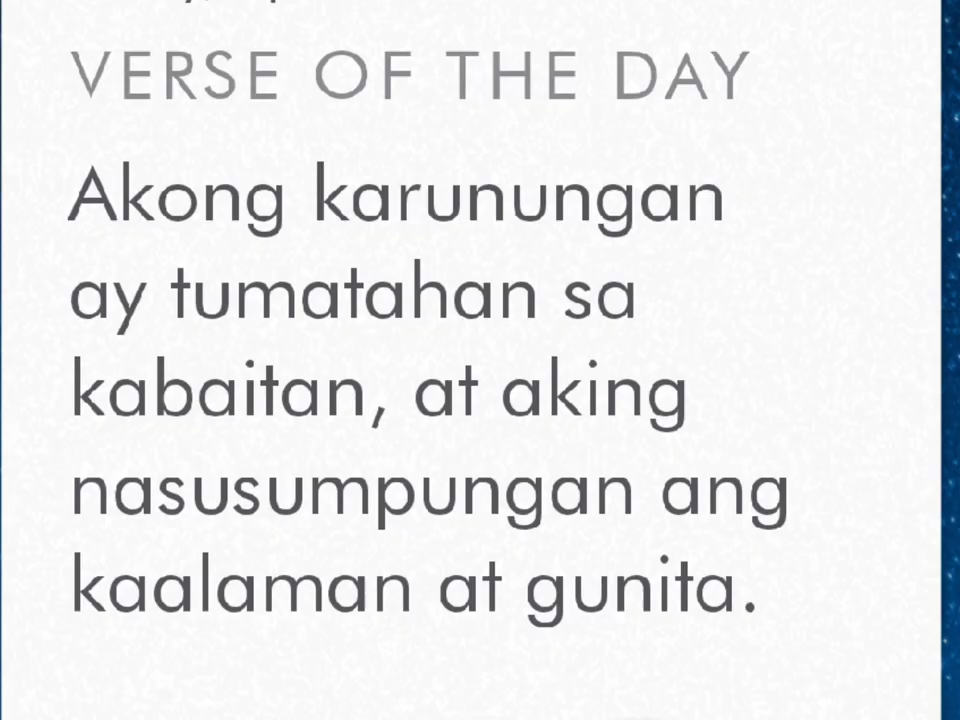 VERSE OF THE DAY
Akong karunungan
ay tumatahan sa
kabaitan, at aking
nasusumpungan ang
kaalaman at gunita.